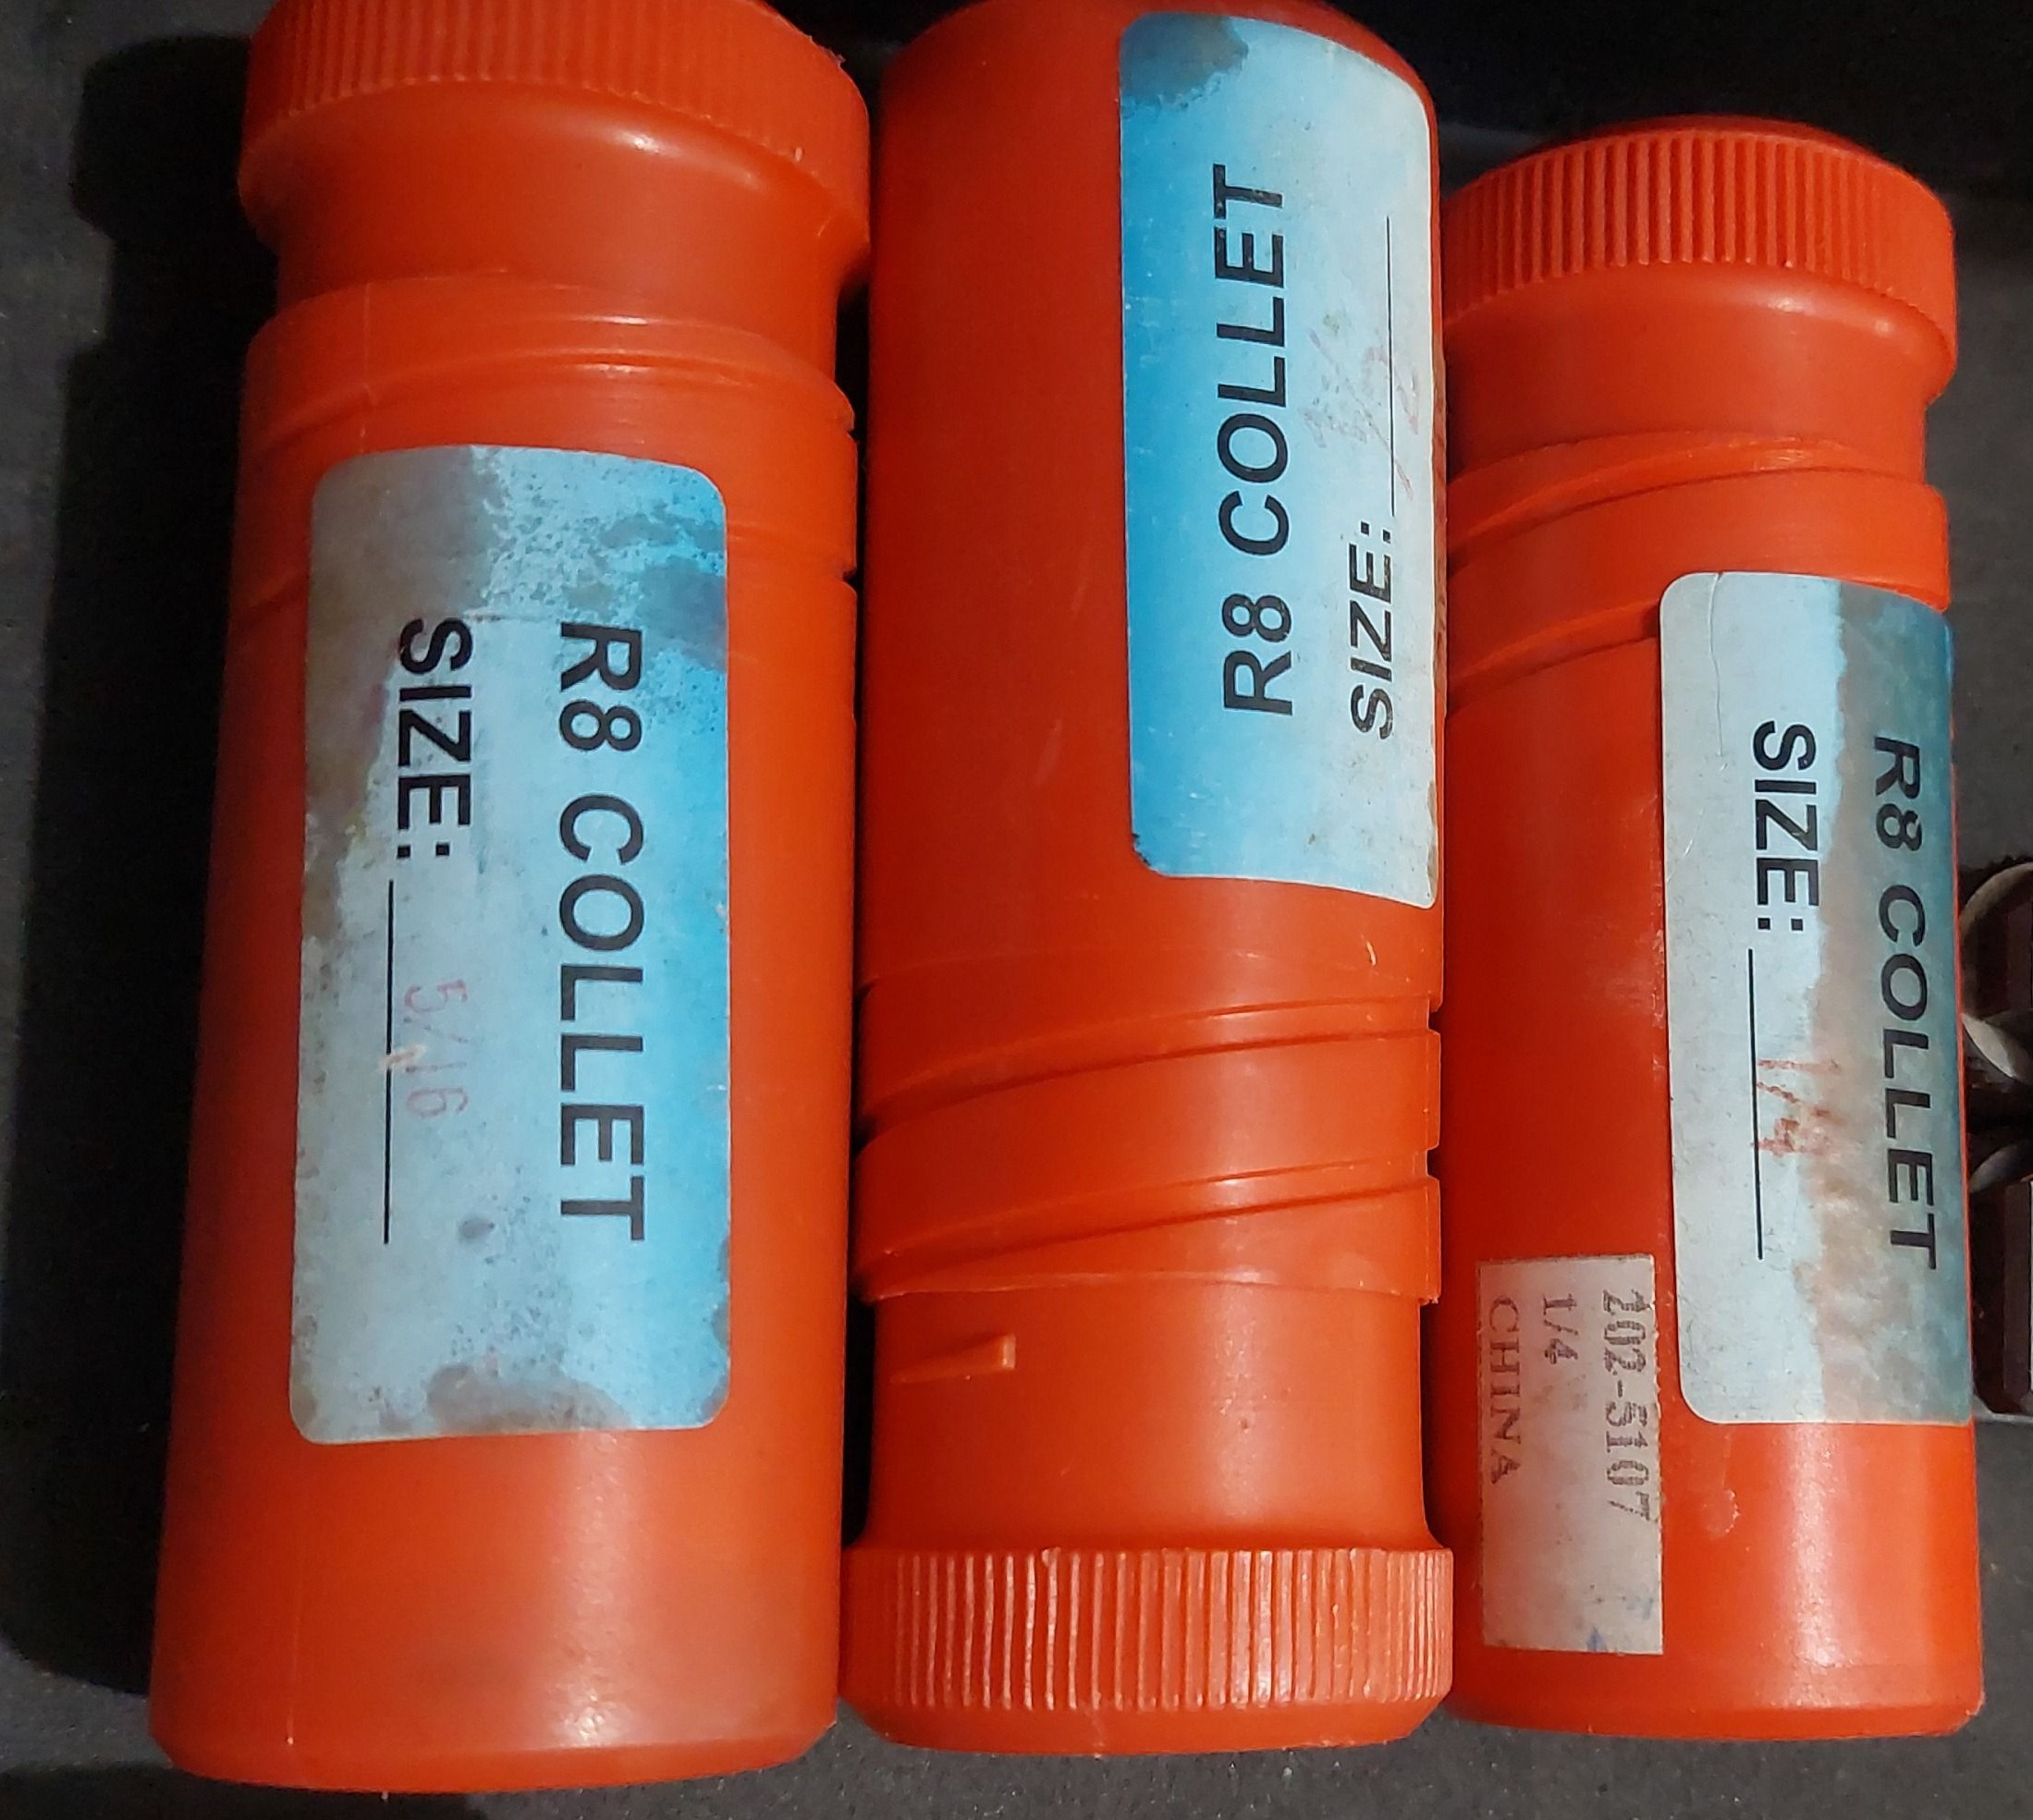 R8 COLLET
SIZE: 5/16
R8 COLLET
SIZE:
R8 COLLET
SIZE: 1/4
202-5107
1/4
CHINA